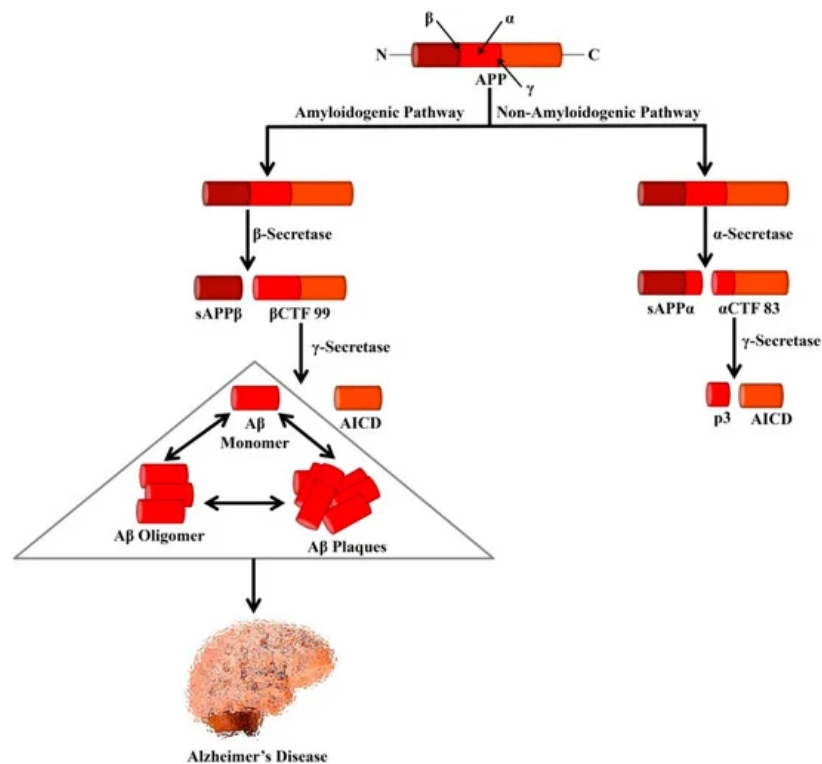 β α
N C
APP
γ
Amyloidogenic Pathway Non-Amyloidogenic Pathway
β-Secretase α-Secretase
sAPPβ βCTF 99 sAPPα αCTF 83
γ-Secretase γ-Secretase
Aβ
Monomer
AICD
p3 AICD
Aβ Oligomer Aβ Plaques
Alzheimer's Disease